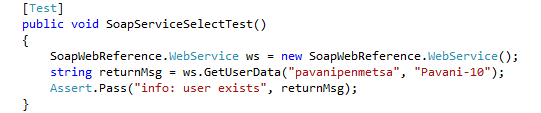 [Test]
public void SoapServiceSelectTest()
{
SoapWebReference.WebService ws = new SoapWebReference.WebService();
string returnMsg = ws.GetUserData("pavanipenmetsa", "Pavani-10");
Assert.Pass("info: user exists", returnMsg);
}